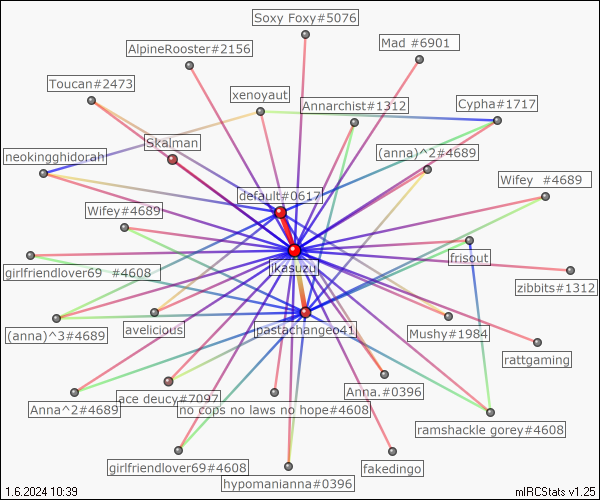 Soxy Foxy#5076
Mad #6901
AlpineRooster#2156
Toucan#2473
xenoyaut
Annarchist#1312
Cypha#1717
Skalman
neokingghidorah
(anna)^2#4689
Wifey #4689
default#0617
Wifey#4689
frisout
ikasuzu
girlfriendlover69 #4608
zibbits#1312
(anna)^3#4689
avelicious
pastachangeo41
Mushy#1984
rattgaming
Anna.#0396
ace deucy#7097
Anna^2#4689
no cops no laws no hope#4608
ramshackle gorey#4608
girlfriendlover69#4608
fakedingo
hypomanianna#0396
1.6.2024 10:39
mIRCStats v1.25